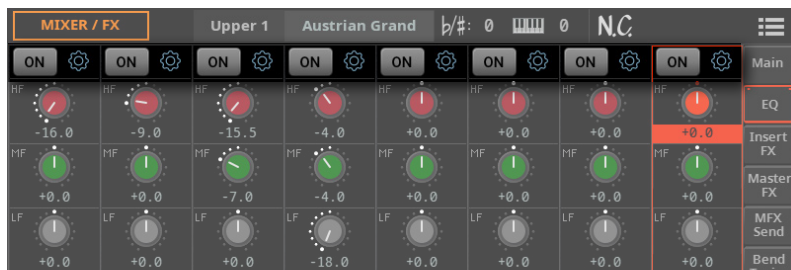 MIXER / FX Upper 1 Austrian Grand ♭/#: 0 0 N.C.
ON ON ON ON ON ON ON ON Main
HF HF HF HF HF HF HF HF EQ
-16.0 -9.0 -15.5 -4.0 +0.0 +0.0 +0.0 +0.0
Insert
FX
MF MF MF MF MF MF MF MF
+0.0 +0.0 -7.0 -4.0 +0.0 +0.0 +0.0 +0.0
Master
FX
LF LF LF LF LF LF LF LF
MFX
Send
+0.0 +0.0 +0.0 -18.0 +0.0 +0.0 +0.0 +0.0
Bend